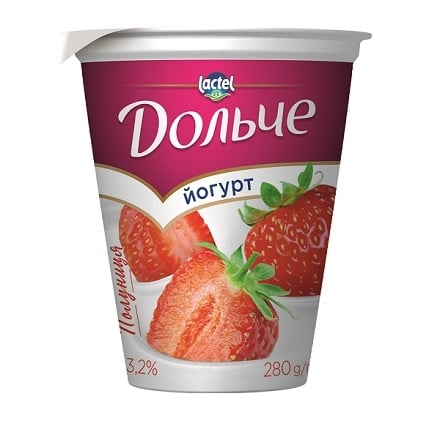 lactel
Дольче
йогурт
Полуниця
3,2%
280 g/